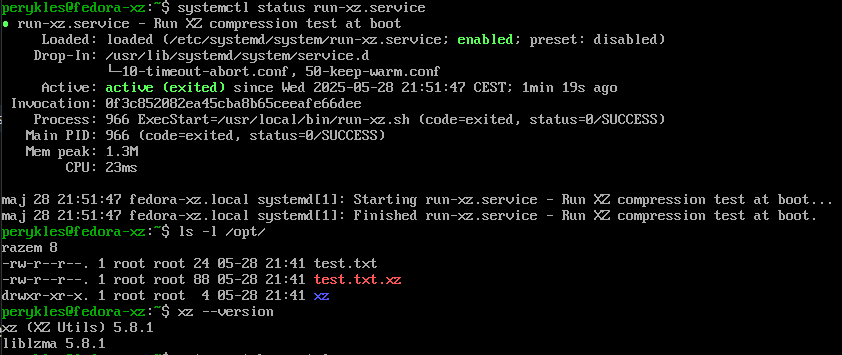 perykles@fedora-xz:~$ systemctl status run-xz.service
● run-xz.service - Run XZ compression test at boot
Loaded: loaded (/etc/systemd/system/run-xz.service; enabled; preset: disabled)
Drop-In: /usr/lib/systemd/system/service.d
└─10-timeout-abort.conf, 50-keep-warm.conf
Active: active (exited) since Wed 2025-05-28 21:51:47 CEST; 1min 19s ago
Invocation: 0f3c852082ea45cba8b65ceeafe66dee
Process: 966 ExecStart=/usr/local/bin/run-xz.sh (code=exited, status=0/SUCCESS)
Main PID: 966 (code=exited, status=0/SUCCESS)
Mem peak: 1.3M
CPU: 23ms
maj 28 21:51:47 fedora-xz.local systemd[1]: Starting run-xz.service - Run XZ compression test at boot...
maj 28 21:51:47 fedora-xz.local systemd[1]: Finished run-xz.service - Run XZ compression test at boot.
perykles@fedora-xz:~$ ls -l /opt/
razem 8
-rw-r--r--. 1 root root 24 05-28 21:41 test.txt
-rw-r--r--. 1 root root 88 05-28 21:41 test.txt.xz
drwxr-xr-x. 1 root root  4 05-28 21:41 xz
perykles@fedora-xz:~$ xz --version
xz (XZ Utils) 5.8.1
liblzma 5.8.1